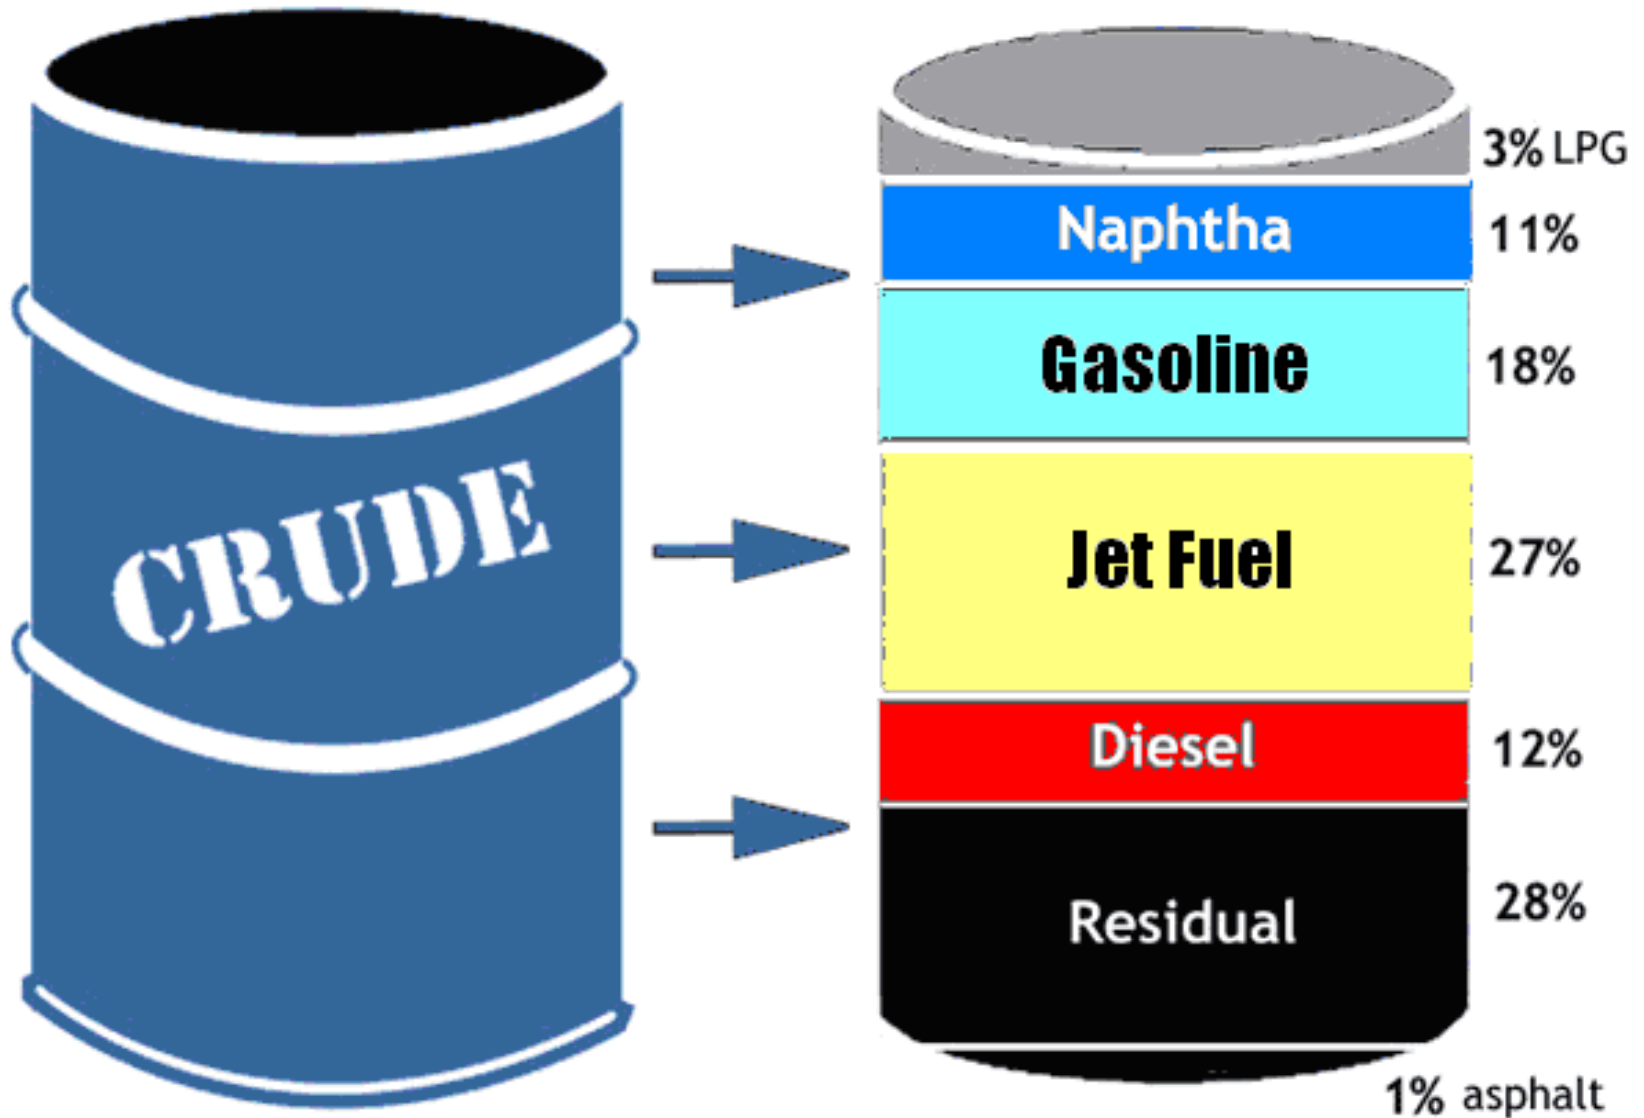 CRUDE
3% LPG
Naphtha 11%
Gasoline 18%
Jet Fuel 27%
Diesel 12%
Residual 28%
1% asphalt